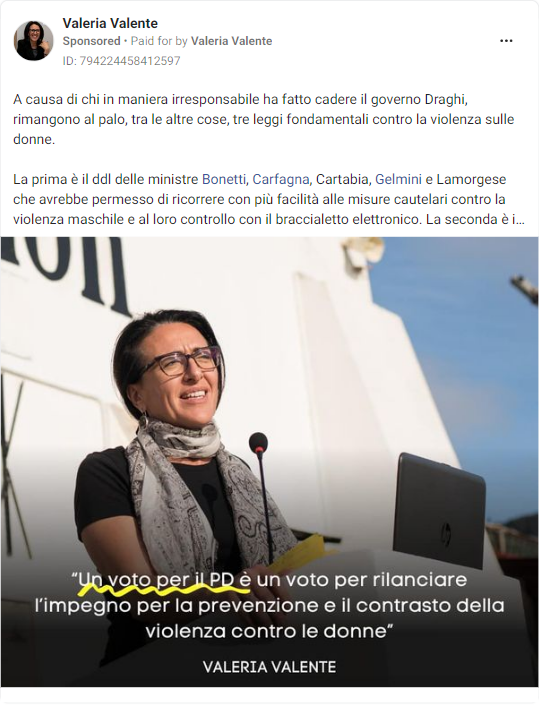 Valeria Valente
Sponsored • Paid for by Valeria Valente
ID: 794224458412597
A causa di chi in maniera irresponsabile ha fatto cadere il governo Draghi,
rimangono al palo, tra le altre cose, tre leggi fondamentali contro la violenza sulle
donne.
La prima è il ddl delle ministre Bonetti, Carfagna, Cartabia, Gelmini e Lamorgese
che avrebbe permesso di ricorrere con più facilità alle misure cautelari contro la
violenza maschile e al loro controllo con il braccialetto elettronico. La seconda è i...
"Un voto per il PD è un voto per rilanciare
l'impegno per la prevenzione e il contrasto della
violenza contro le donne"
VALERIA VALENTE